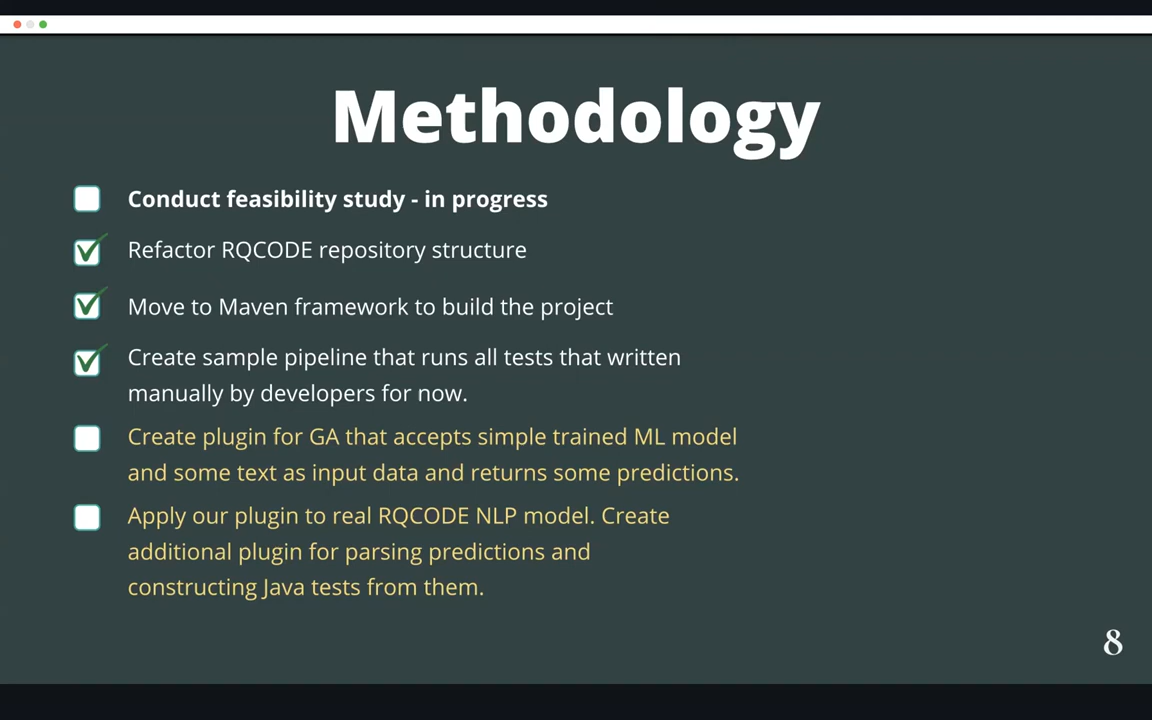 Methodology
Conduct feasibility study - in progress
Refactor RQCODE repository structure
Move to Maven framework to build the project
Create sample pipeline that runs all tests that written
manually by developers for now.
Create plugin for GA that accepts simple trained ML model
and some text as input data and returns some predictions.
Apply our plugin to real RQCODE NLP model. Create
additional plugin for parsing predictions and
constructing Java tests from them.
8